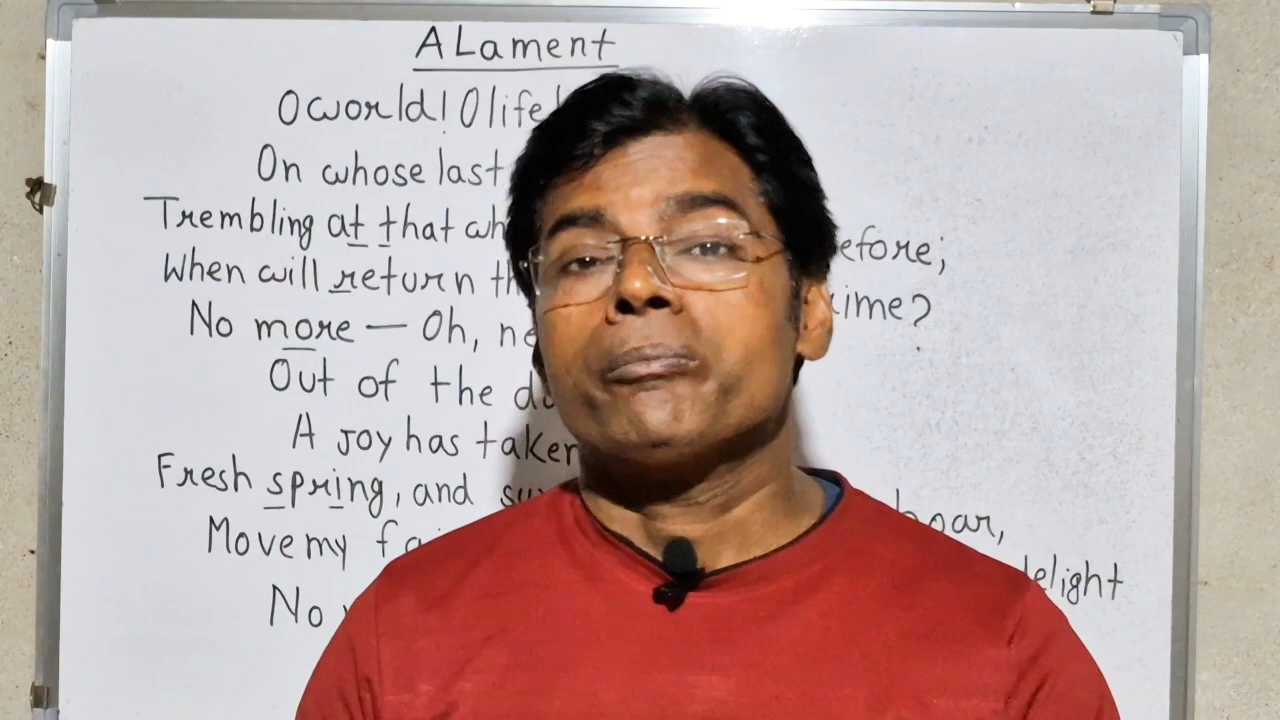 A Lament
O world! O life
On whose last
Trembling at that wh efore;
When will return th ime?
No more — Oh, ne
Out of the d
A Joy has taken
Fresh spring, and su hoar,
Move my fa
delight
No